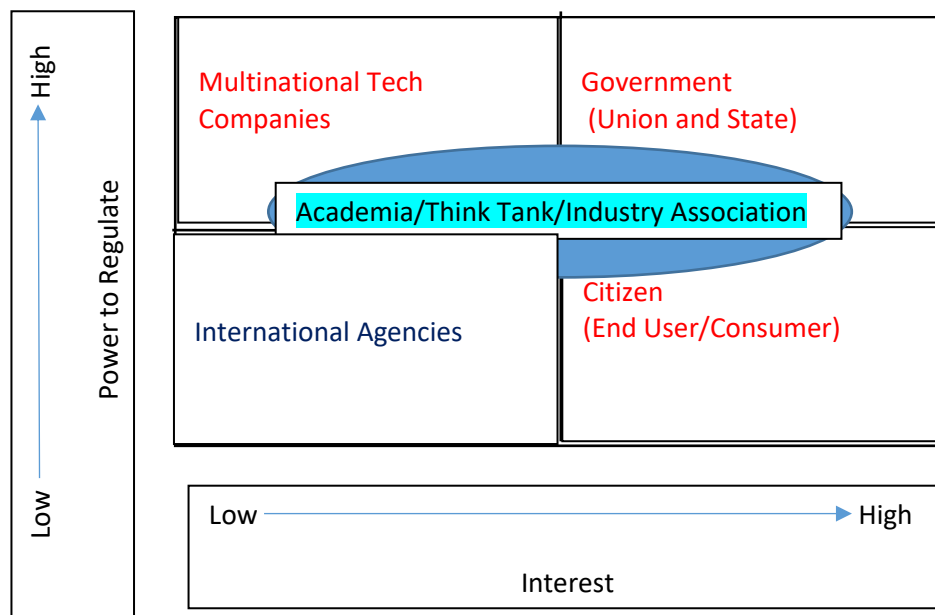 High
Power to Regulate
Low
Multinational Tech
Companies
Government
(Union and State)
Academia/Think Tank/Industry Association
International Agencies
Citizen
(End User/Consumer)
Low
High
Interest